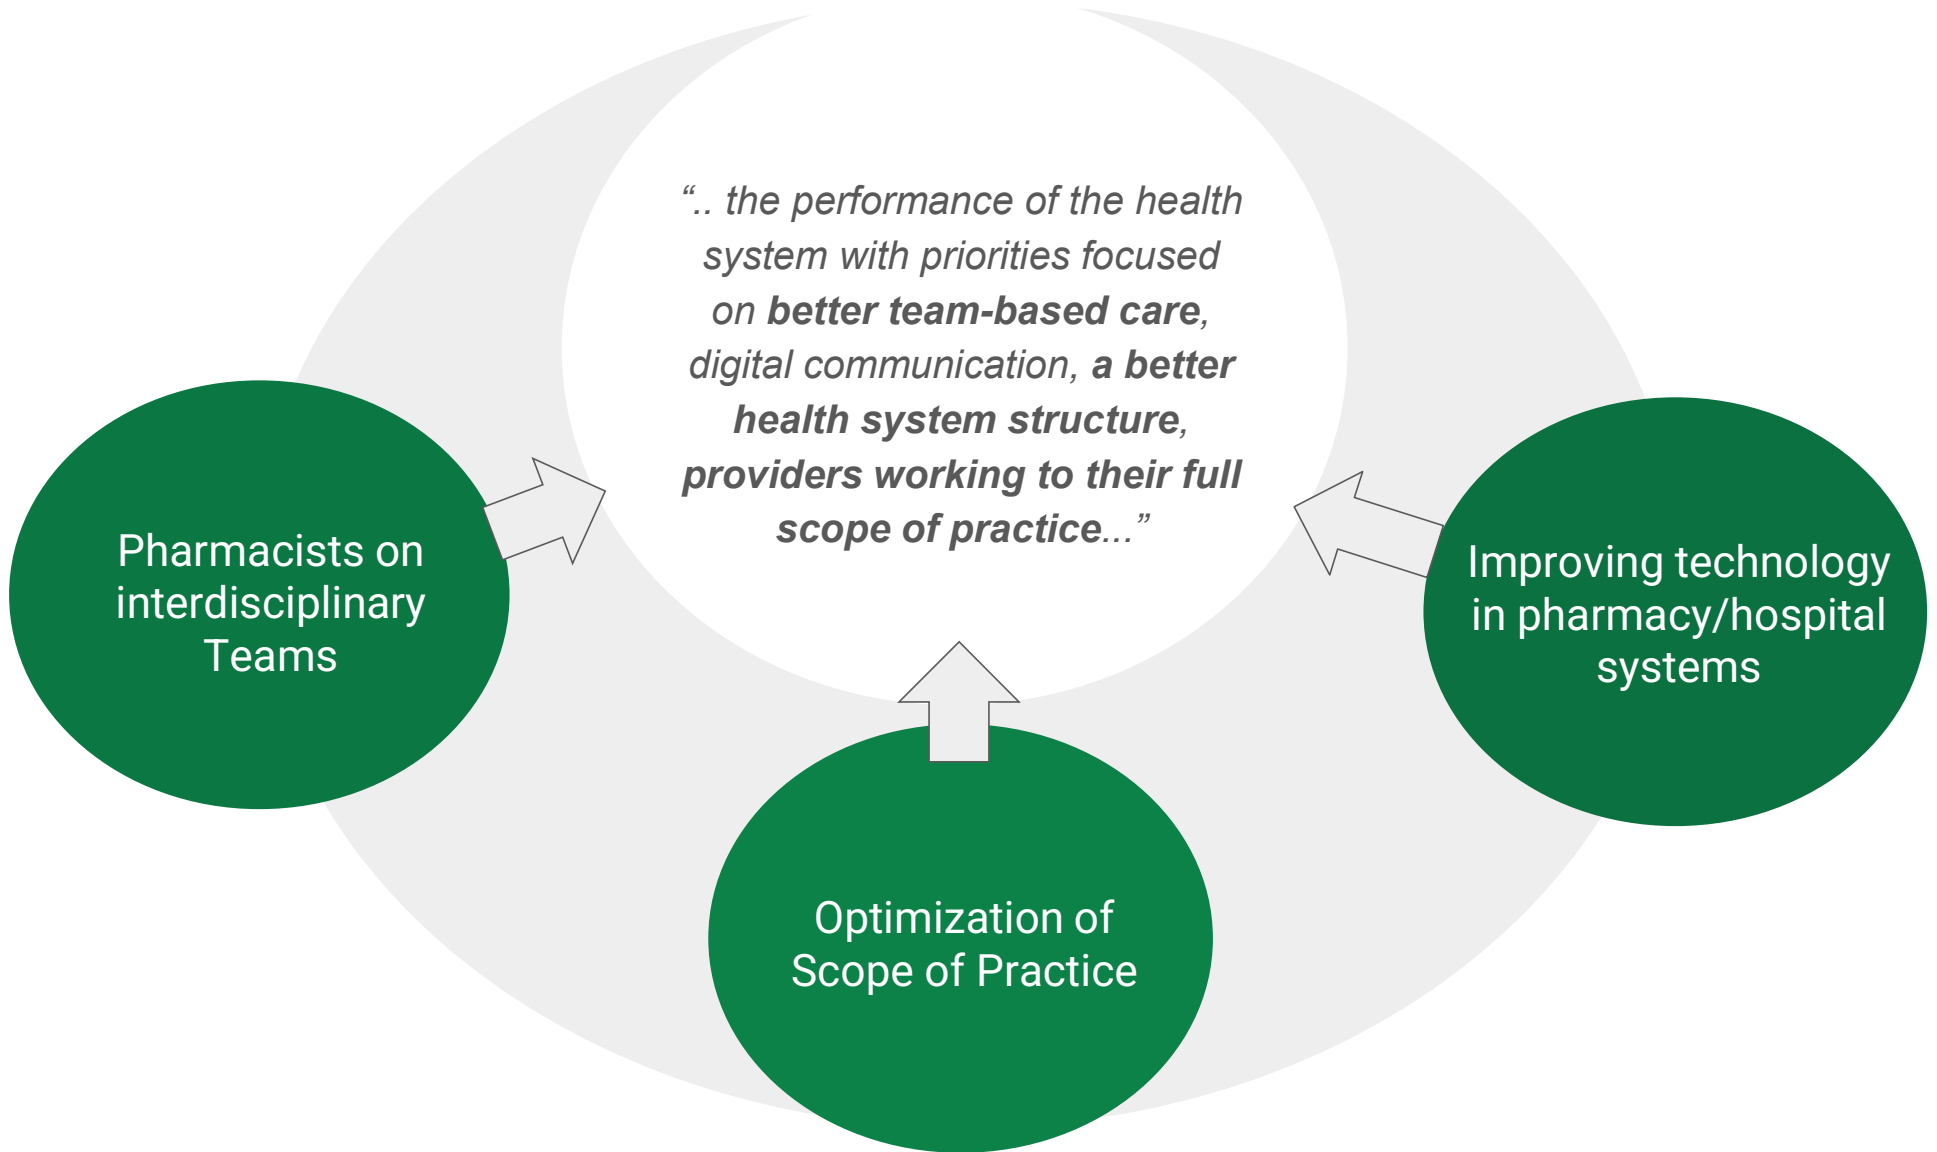 “.. the performance of the health
system with priorities focused
on better team-based care,
digital communication, a better
health system structure,
providers working to their full
scope of practice...”
Pharmacists on
interdisciplinary
Teams
Improving technology
in pharmacy/hospital
systems
Optimization of
Scope of Practice